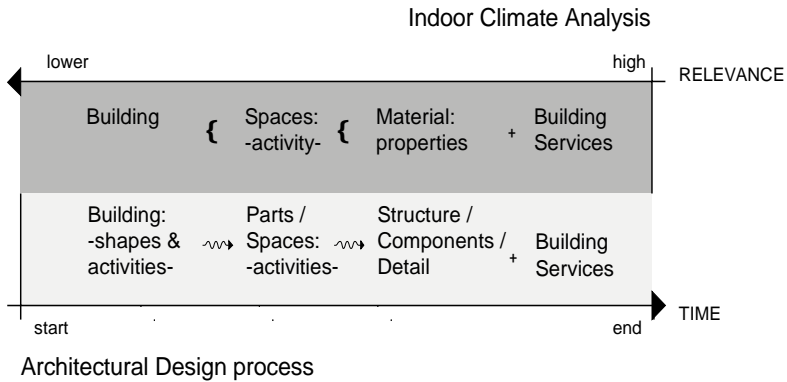 Indoor Climate Analysis
lower
high
RELEVANCE
Building { Spaces: { Material: + Building
-activity- properties Services
Building: Parts / Structure /
-shapes & Spaces: Components / + Building
activities- -activities- Detail Services
TIME
start
end
Architectural Design process